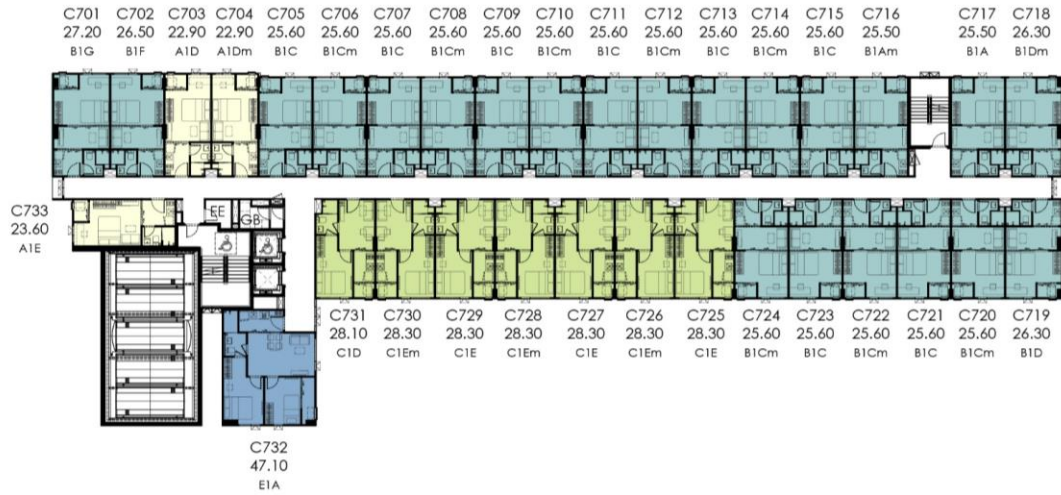 C701 C702 C703 C704 C705 C706 C707 C708 C709 C710 C711 C712 C713 C714 C715 C716 C717 C718
27.20 26.50 22.90 22.90 25.60 25.60 25.60 25.60 25.60 25.60 25.60 25.60 25.60 25.60 25.60 25.50 25.50 26.30
B1G B1F A1D A1Dm B1C B1Cm B1C B1Cm B1C B1Cm B1C B1Cm B1C B1Cm B1C B1Am B1A B1Dm
EE
GB
C733
23.60
A1E
C731 C730 C729 C728 C727 C726 C725 C724 C723 C722 C721 C720 C719
28.10 28.30 28.30 28.30 28.30 28.30 28.30 25.60 25.60 25.60 25.60 25.60 26.30
C1D C1Em C1E C1Em C1E C1Em C1E B1Cm B1C B1Cm B1C B1Cm B1D
C732
47.10
E1A